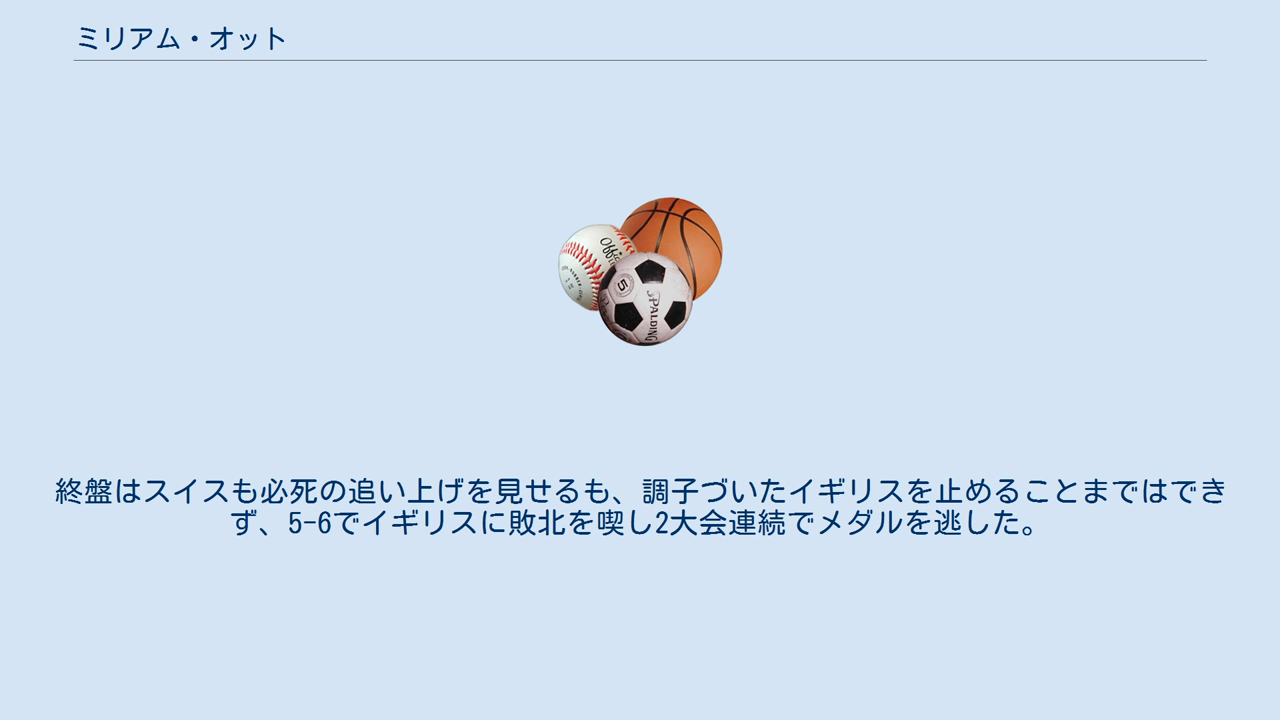 ミリアム・オット
Offic
5
SPALDING
終盤はスイスも必死の追い上げを見せるも、調子づいたイギリスを止めることまではでき
ず、5-6でイギリスに敗北を喫し2大会連続でメダルを逃した。